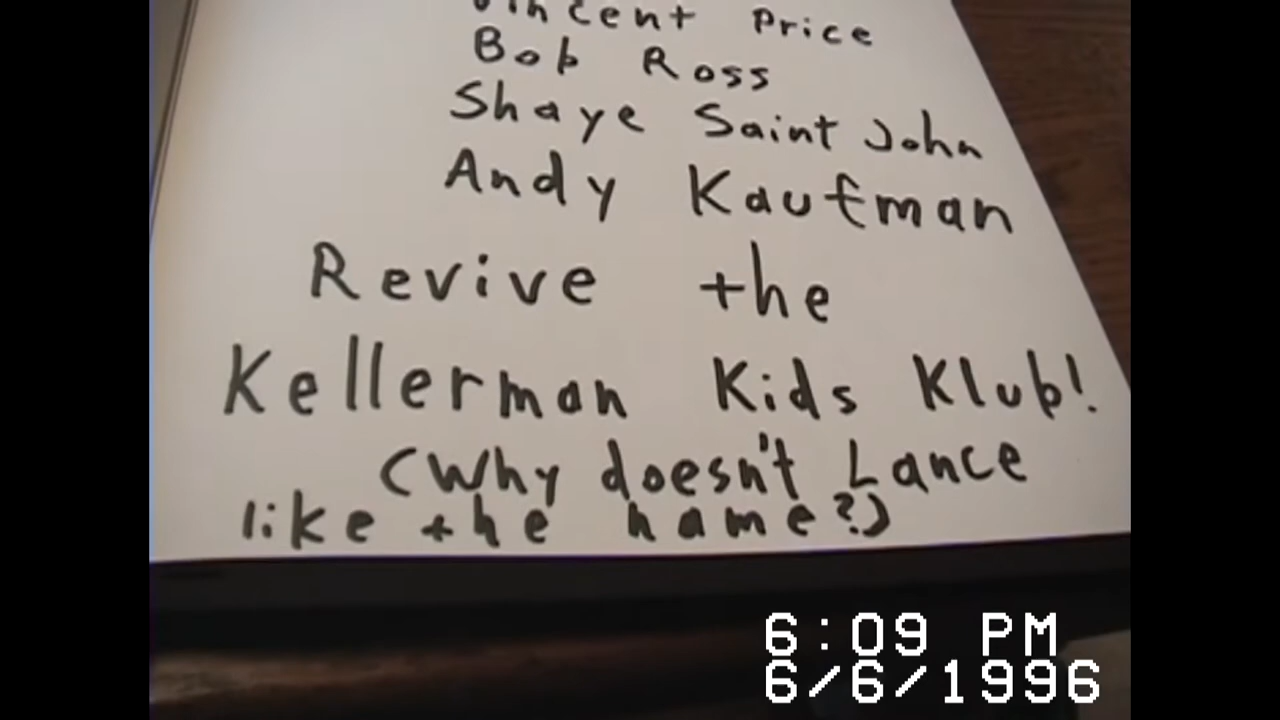 Vincent Price
Bob Ross
Shaye Saint John
Andy Kaufman
Revive the
Kellerman Kids Klub!
(Why doesn't Lance
like the name?)
6:09 PM
6/6/1996